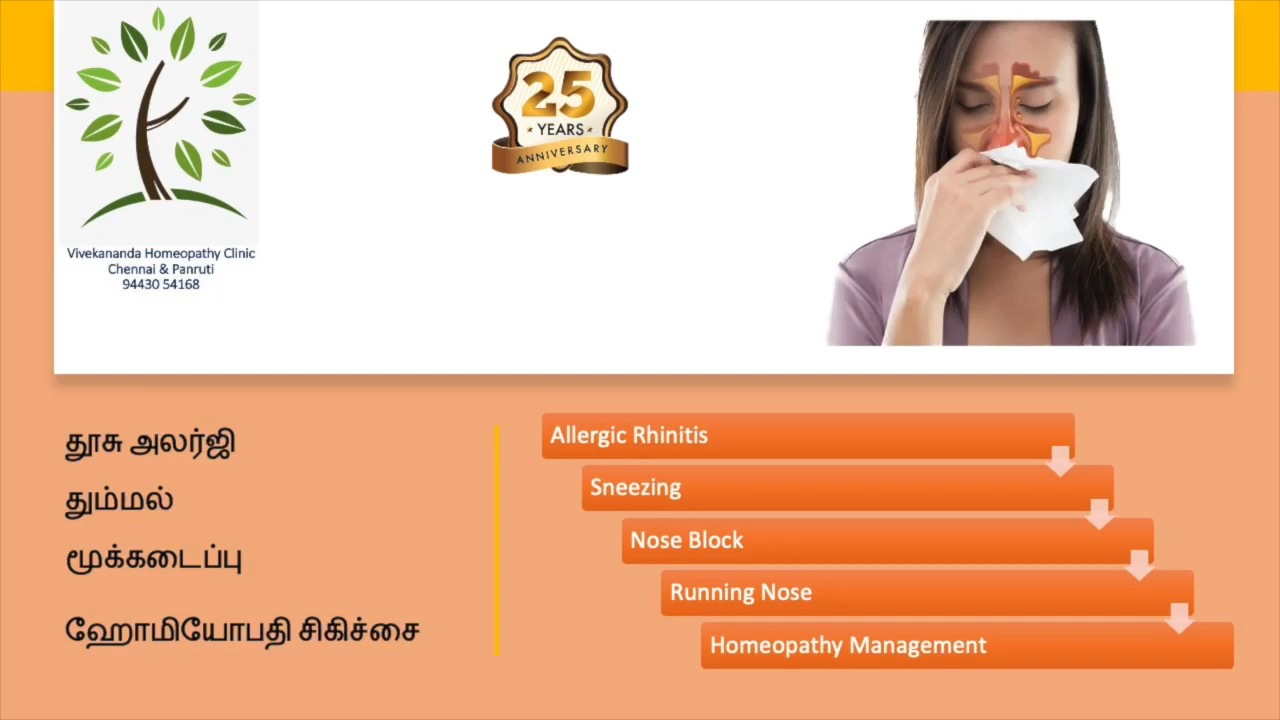 Vivekananda Homeopathy Clinic
Chennai & Panruti
94430 54168
25
YEARS
ANNIVERSARY
தூசு அலர்ஜி
தும்மல்
மூக்கடைப்பு
ஹோமியோபதி சிகிச்சை
Allergic Rhinitis
Sneezing
Nose Block
Running Nose
Homeopathy Management